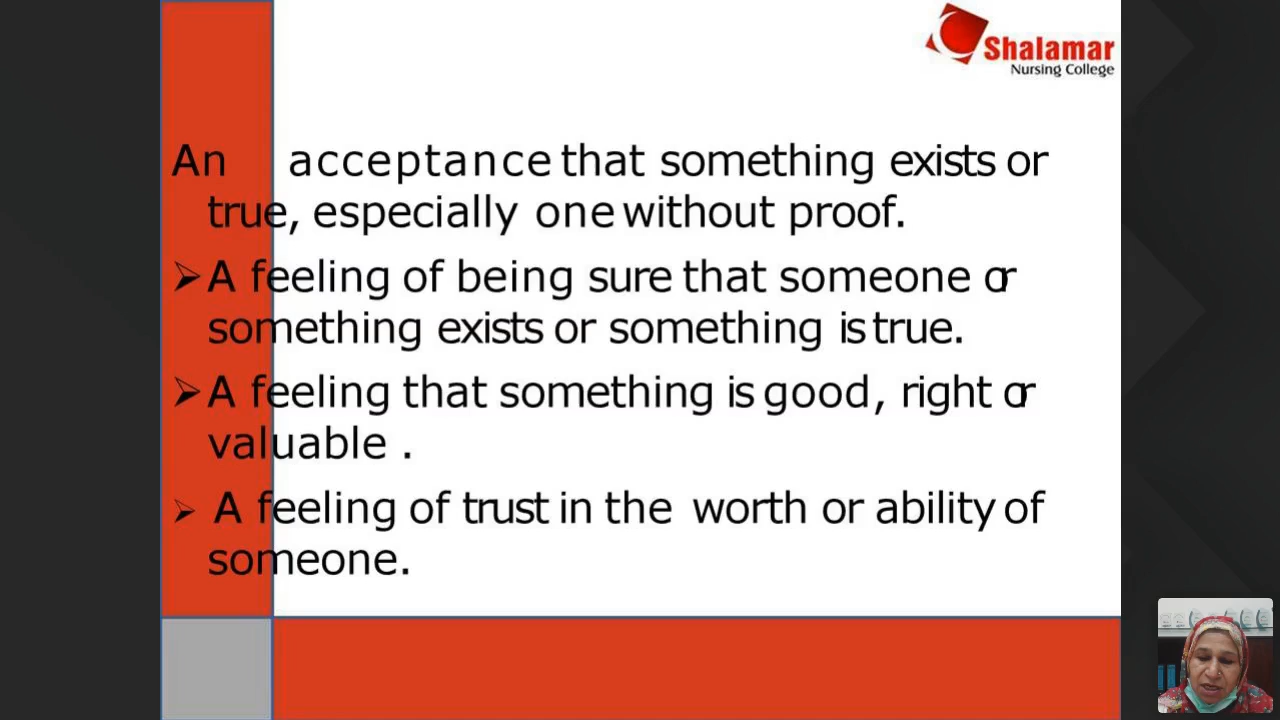 Shalamar
Nursing College
An acceptance that something exists or
true, especially one without proof.
➢A feeling of being sure that someone or
something exists or something is true.
➢A feeling that something is good, right or
valuable .
➢ A feeling of trust in the worth or ability of
someone.